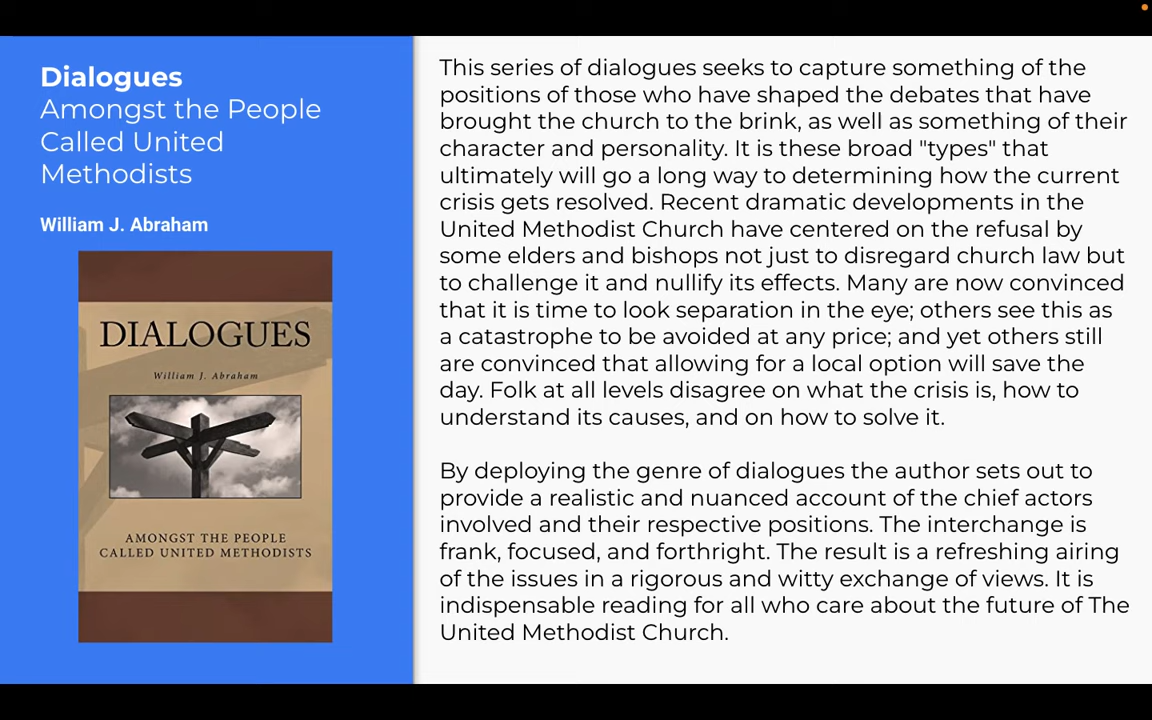 Dialogues
Amongst the People
Called United
Methodists
William J. Abraham
DIALOGUES
William J. Abraham
AMONGST THE PEOPLE
CALLED UNITED METHODISTS
This series of dialogues seeks to capture something of the
positions of those who have shaped the debates that have
brought the church to the brink, as well as something of their
character and personality. It is these broad "types" that
ultimately will go a long way to determining how the current
crisis gets resolved. Recent dramatic developments in the
United Methodist Church have centered on the refusal by
some elders and bishops not just to disregard church law but
to challenge it and nullify its effects. Many are now convinced
that it is time to look separation in the eye; others see this as
a catastrophe to be avoided at any price; and yet others still
are convinced that allowing for a local option will save the
day. Folk at all levels disagree on what the crisis is, how to
understand its causes, and on how to solve it.
By deploying the genre of dialogues the author sets out to
provide a realistic and nuanced account of the chief actors
involved and their respective positions. The interchange is
frank, focused, and forthright. The result is a refreshing airing
of the issues in a rigorous and witty exchange of views. It is
indispensable reading for all who care about the future of The
United Methodist Church.